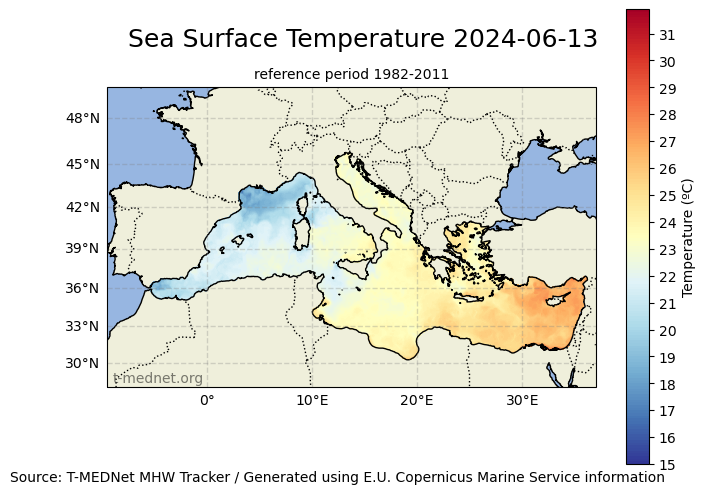 Sea Surface Temperature 2024-06-13
reference period 1982-2011
48°N
45°N
42°N
39°N
36°N
33°N
30°N
0°
10°E
20°E
30°E
t-mednet.org
31
30
29
28
27
26
25
24
23
22
21
20
19
18
17
16
15
Temperature (ºC)
Source: T-MEDNet MHW Tracker / Generated using E.U. Copernicus Marine Service information